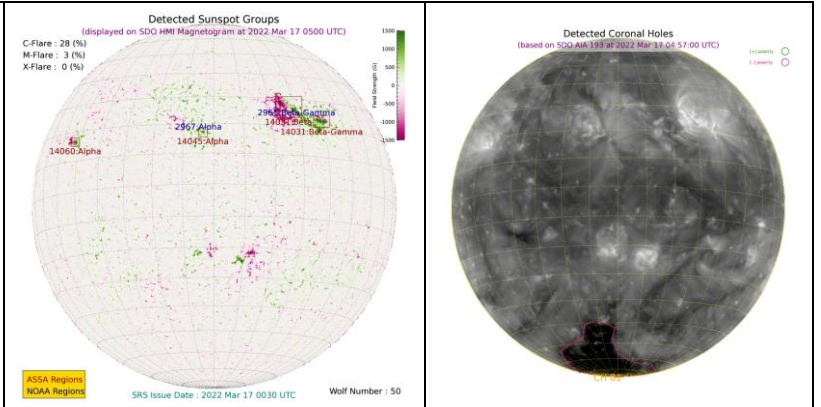 Detected Sunspot Groups
(displayed on SDO HMI Magnetogram at 2022 Mar 17 0500 UTC)
C-Flare : 28 (%)
M-Flare : 3 (%)
X-Flare : 0 (%)
1500
1000
500
0
-500
-1000
-1500
Field Strength (G)
2967:Alpha
14045:Alpha
14060:Alpha
14031:Beta-Gamma
ASSA Regions
NOAA Regions
SRS Issue Date : 2022 Mar 17 0030 UTC
Wolf Number : 50
Detected Coronal Holes
(based on SDO AIA 193 at 2022 Mar 17 04:57:00 UTC)
(+) polarity
(-) polarity